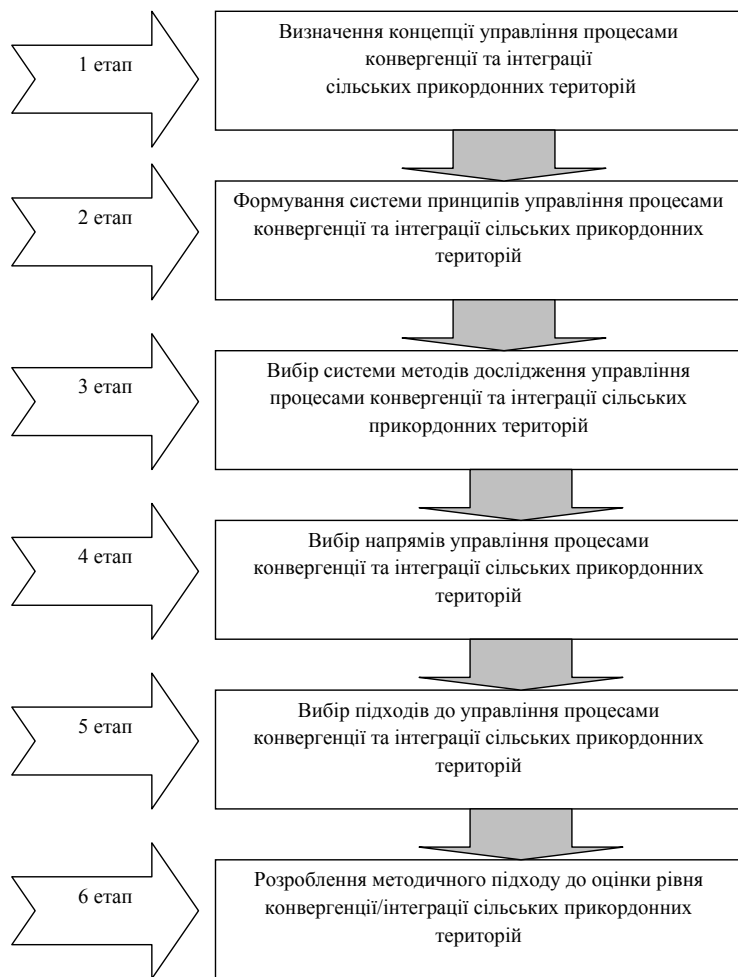 1 етап
Визначення концепції управління процесами
конвергенції та інтеграції
сільських прикордонних територій
2 етап
Формування системи принципів управління процесами
конвергенції та інтеграції сільських прикордонних
територій
3 етап
Вибір системи методів дослідження управління
процесами конвергенції та інтеграції сільських
прикордонних територій
4 етап
Вибір напрямів управління процесами
конвергенції та інтеграції сільських прикордонних
територій
5 етап
Вибір підходів до управління процесами
конвергенції та інтеграції сільських прикордонних
територій
6 етап
Розроблення методичного підходу до оцінки рівня
конвергенції/інтеграції сільських прикордонних
територій